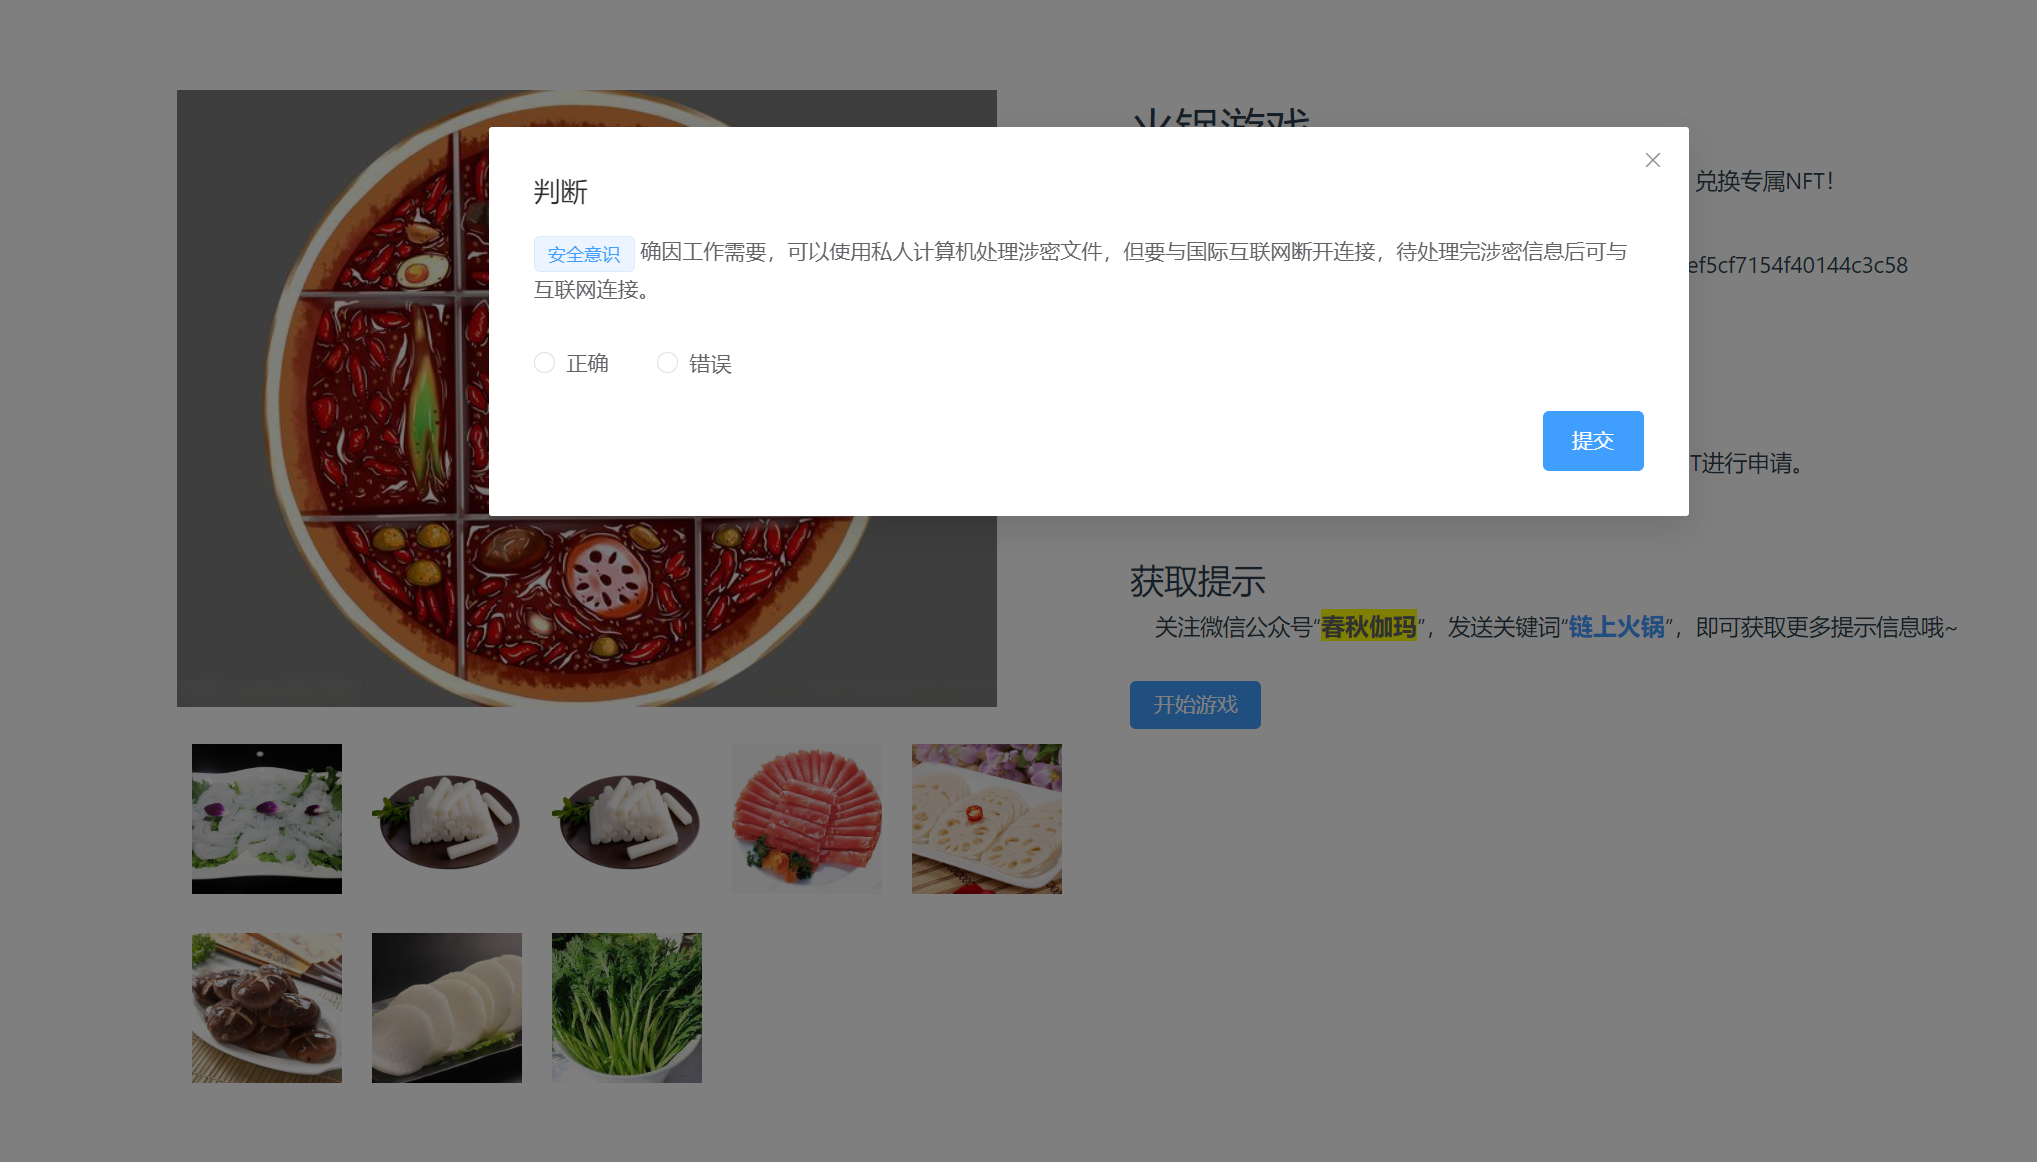 火锅游戏
判断
兑换专属NFT！
安全意识 确因工作需要，可以使用私人计算机处理涉密文件，但要与国际互联网断开连接，待处理完涉密信息后可与
互联网连接。
ef5cf7154f40144c3c58
正确 错误
提交
T进行申请。
获取提示
关注微信公众号“春秋伽玛”，发送关键词“链上火锅”，即可获取更多提示信息哦~
开始游戏